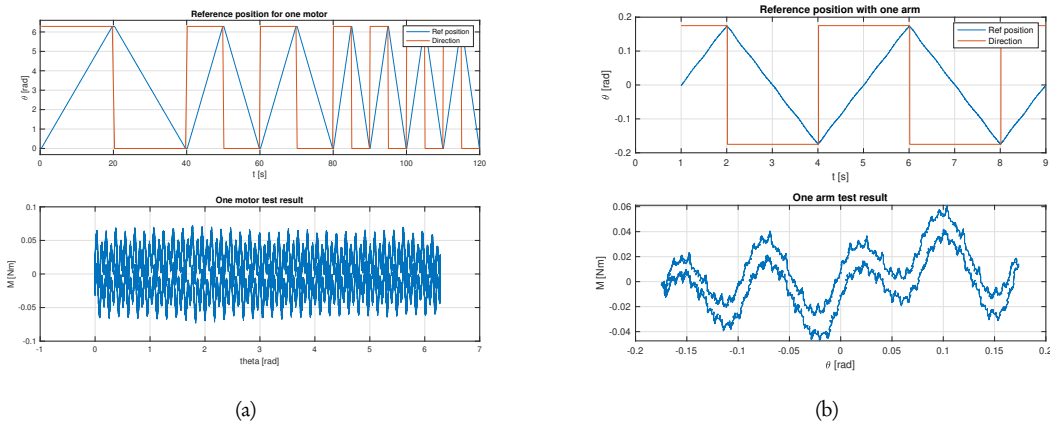 Reference position for one motor
6
5
4
3
2
1
0
θ [rad]
Ref position
Direction
0 20 40 60 80 100 120
t [s]
One motor test result
0.1
0.05
0
-0.05
-0.1
M [Nm]
-1 0 1 2 3 4 5 6 7
theta [rad]
(a)
Reference position with one arm
0.2
0.1
0
-0.1
-0.2
θ [rad]
Ref position
Direction
0 1 2 3 4 5 6 7 8 9
t [s]
One arm test result
0.06
0.04
0.02
0
-0.02
-0.04
M [Nm]
-0.2 -0.15 -0.1 -0.05 0 0.05 0.1 0.15 0.2
θ [rad]
(b)